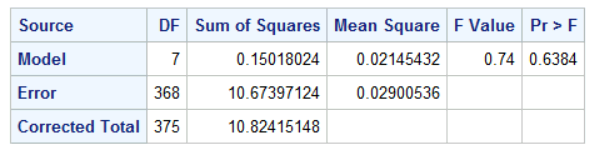 Source DF Sum of Squares Mean Square F Value Pr > F
Model 7 0.15018024 0.02145432 0.74 0.6384
Error 368 10.67397124 0.02900536
Corrected Total 375 10.82415148